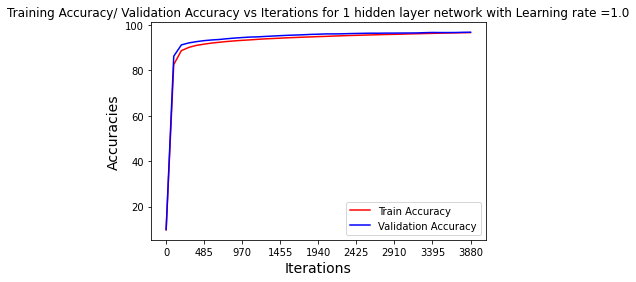 Training Accuracy/ Validation Accuracy vs Iterations for 1 hidden layer network with Learning rate =1.0
100
80
60
40
20
Accuracies
Train Accuracy
Validation Accuracy
0 485 970 1455 1940 2425 2910 3395 3880
Iterations